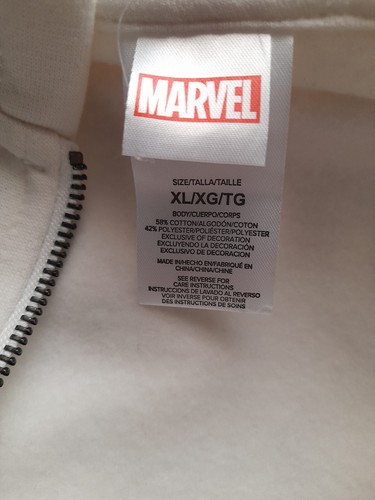 MARVEL
SIZE/TALLA/TAILLE
XL/XG/TG
BODY/CUERPO/CORPS
58% COTTON/ALGODÓN/COTON
42% POLYESTER/POLIÉSTER/POLYESTER
EXCLUSIVE OF DECORATION
EXCLUYENDO LA DECORACIÓN
EXCLUSIF DE DECORATION
MADE IN/HECHO EN/FABRIQUÉ EN
CHINA/CHINA/CHINE
SEE REVERSE FOR
CARE INSTRUCTIONS
INSTRUCCIONES DE LAVADO AL REVERSO
VOIR INVERSE POUR OBTENIR
DES INSTRUCTIONS DE SOINS